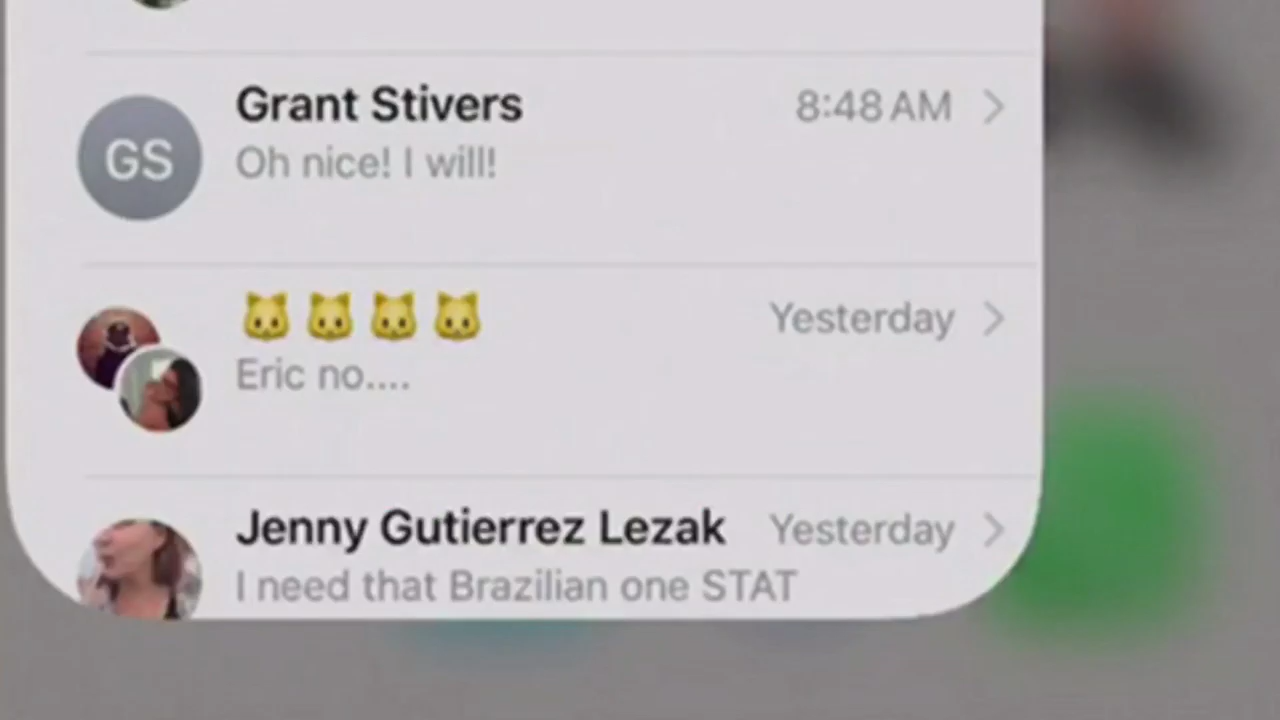 Grant Stivers 8:48 AM
GS
Oh nice! I will!
🐱 🐱 🐱 🐱 Yesterday
Eric no....
Jenny Gutierrez Lezak Yesterday
I need that Brazilian one STAT